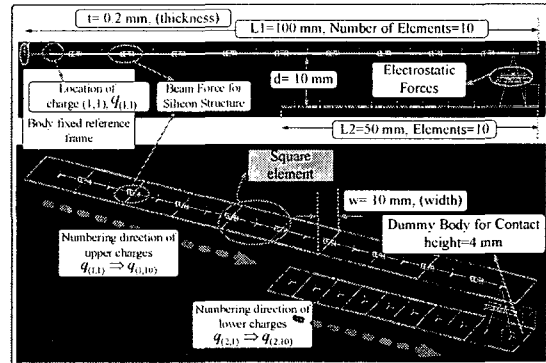 t= 0.2 mm, (thickness)
L1=100 mm, Number of Elements=10
d= 10 mm
Location of
charge (1,1), q(1,1)
Body fixed reference
frame
Beam Force for
Silicon Structure
Electrostatic
Forces
L2=50 mm, Elements=10
Square
element
w= 10 mm, (width)
Dummy Body for Contact
height=4 mm
Numbering direction of
upper charges
q(1,1) ⇒ q(1,10)
Numbering direction of
lower charges
q(2,1) ⇒ q(2,10)